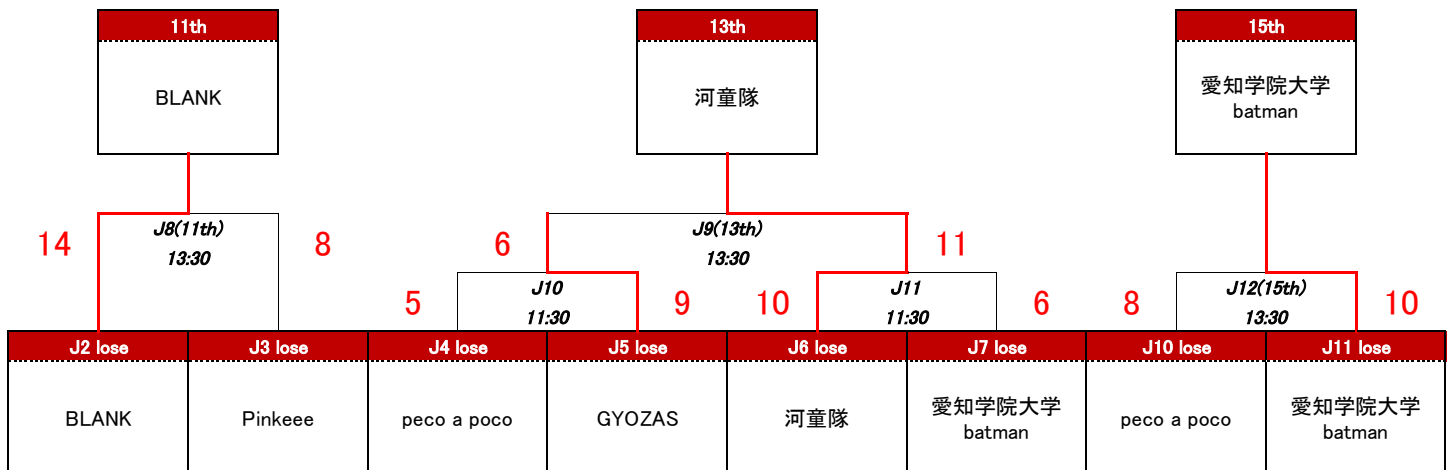 11th
13th
15th
BLANK
河童隊
愛知学院大学
batman
14
J8(11th)
13:30
8
6
J9(13th)
13:30
11
5
J10
11:30
9
10
J11
11:30
6
8
J12(15th)
13:30
10
J2 lose
J3 lose
J4 lose
J5 lose
J6 lose
J7 lose
J10 lose
J11 lose
BLANK
Pinkeee
peco a poco
GYOZAS
河童隊
愛知学院大学
batman
peco a poco
愛知学院大学
batman